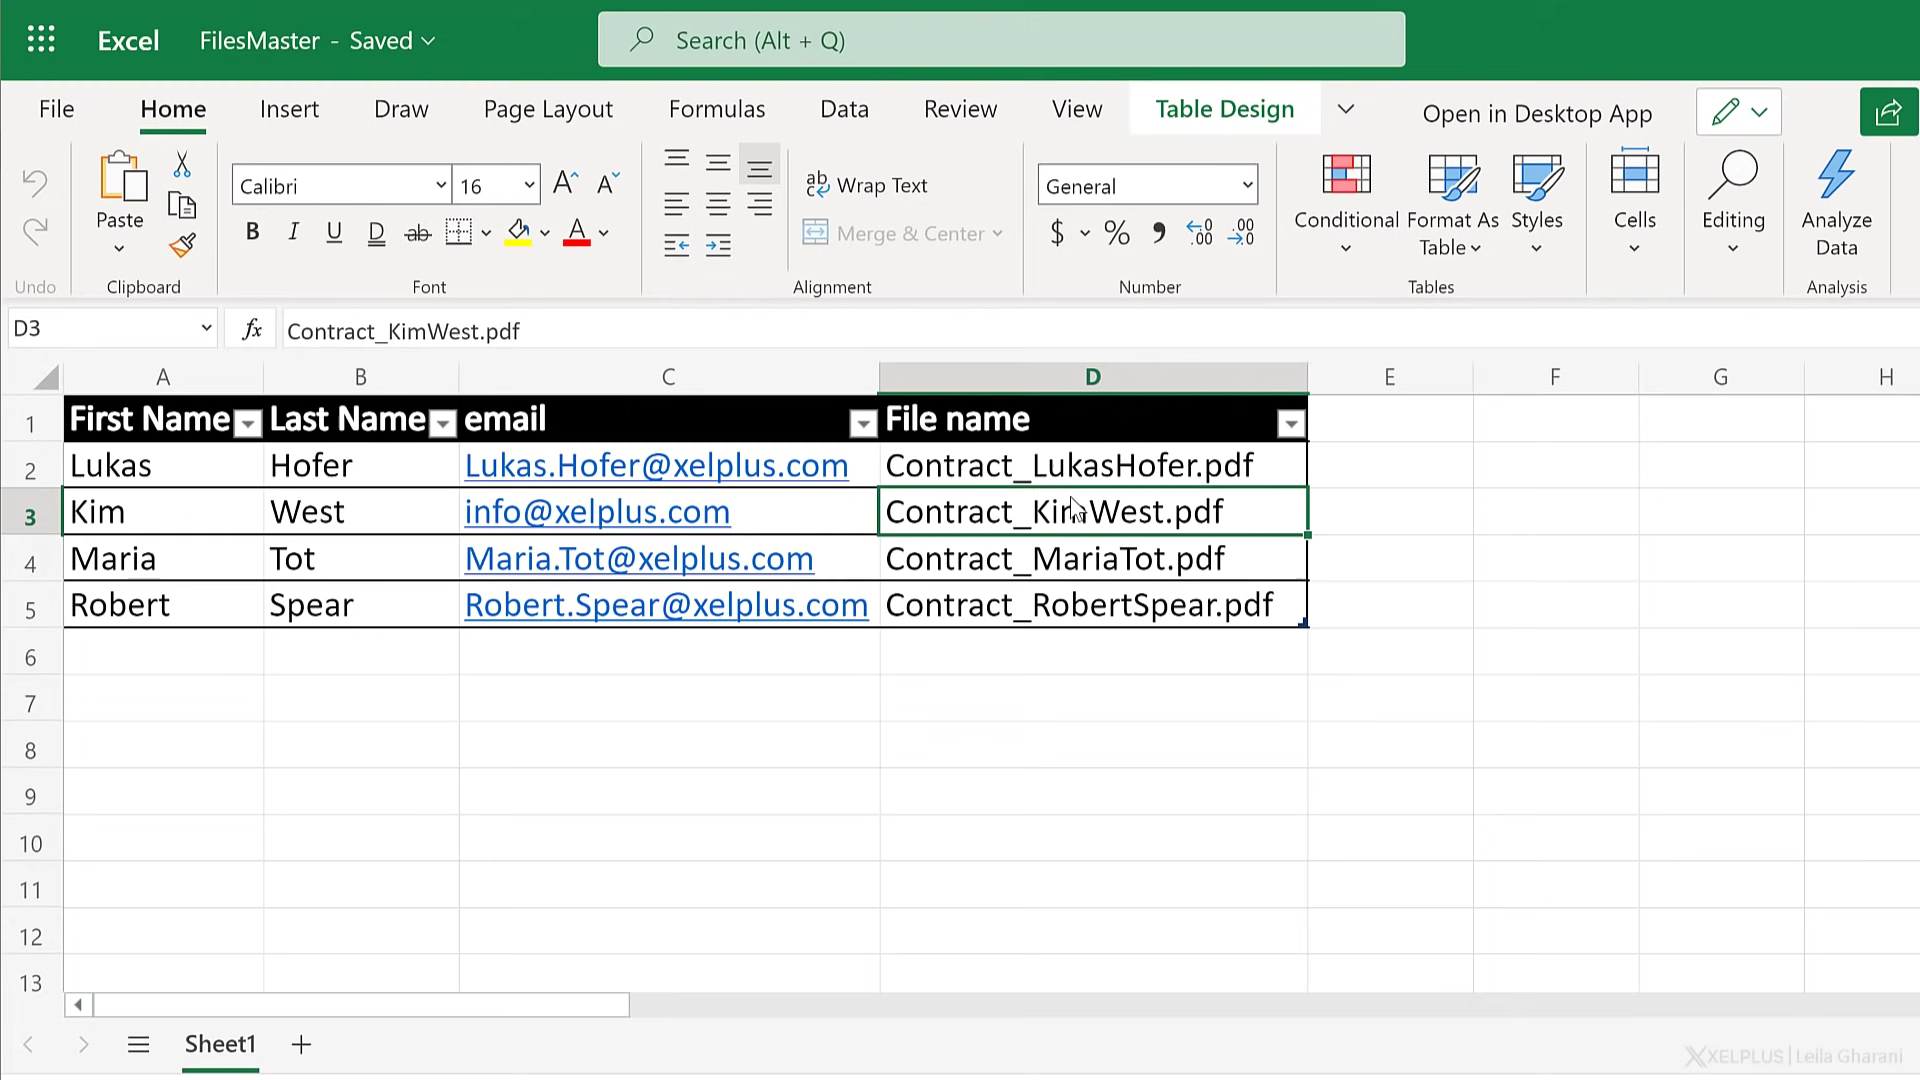 Excel FilesMaster - Saved Search (Alt + Q)
File Home Insert Draw Page Layout Formulas Data Review View Table Design Open in Desktop App
Paste Calibri 16 A A B I U D ab A
ab Wrap Text
Merge & Center
General
$ % , .00 .00
Conditional Format As Table Styles Cells Editing Analyze Data
Undo Clipboard Font Alignment Number Tables Analysis
D3 fx Contract_KimWest.pdf
A B C D E F G H
1 First Name Last Name email File name
2 Lukas Hofer Lukas.Hofer@xelplus.com Contract_LukasHofer.pdf
3 Kim West info@xelplus.com Contract_KimWest.pdf
4 Maria Tot Maria.Tot@xelplus.com Contract_MariaTot.pdf
5 Robert Spear Robert.Spear@xelplus.com Contract_RobertSpear.pdf
6
7
8
9
10
11
12
13
Sheet1
XELPLUS | Leila Gharani